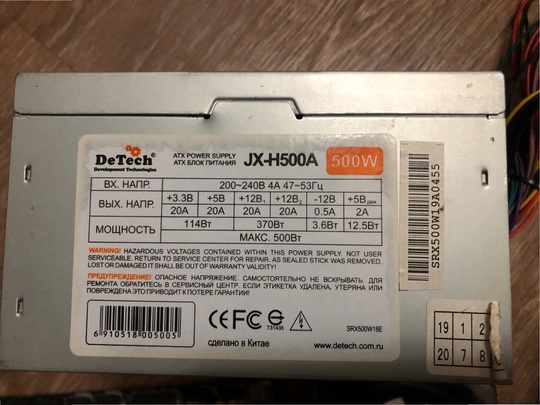 DeTech
Development Technologies
ATX POWER SUPPLY
ATX БЛОК ПИТАНИЯ
JX-H500A
500W
ВХ. НАПР. 200~240В 4А 47~53Гц
ВЫХ. НАПР. +3.3В +5В +12В1 +12В2 -12В +5Вдеж
20А 20А 20А 20А 0.5А 2А
МОЩНОСТЬ 114Вт 370Вт 3.6Вт 12.5Вт
МАКС. 500Вт
WARNING! HAZARDOUS VOLTAGES CONTAINED WITHIN THIS POWER SUPPLY, NOT USER
SERVICEABLE. RETURN TO SERVICE CENTER FOR REPAIR, AS SEALED STICK WAS REMOVED.
LOST OR DAMAGED IT SHALL BE OUT OF WARRANTY VALIDITY!
ПРЕДУПРЕЖДЕНИЕ! ОПАСНОЕ НАПРЯЖЕНИЕ. САМОСТОЯТЕЛЬНО НЕ ВСКРЫВАТЬ. ДЛЯ
РЕМОНТА ОБРАТИТЕСЬ В СЕРВИСНЫЙ ЦЕНТР. ЕСЛИ ЭТИКЕТКА УДАЛЕНА, УТЕРЯНА ИЛИ
ПОВРЕЖДЕНА ЭТО ПРИВОДИТ К ПОТЕРЕ ГАРАНТИИ!
6 910518 005005
CE FC
T31435
SRX500W18E
сделано в Китае
www.detech.com.ru
SRX500W19A0455
19 1 2
20 7 8